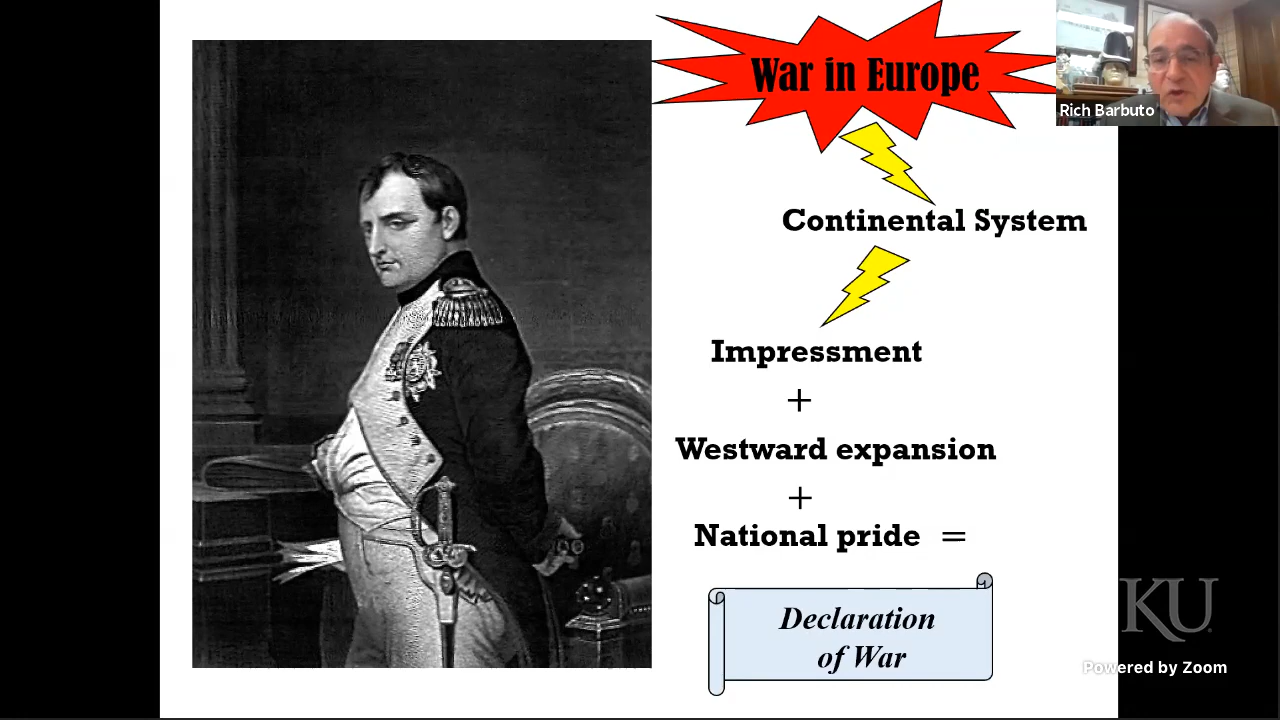 War in Europe
Rich Barbuto
Continental System
Impressment
+
Westward expansion
+
National pride =
Declaration
of War
KU
Powered by Zoom